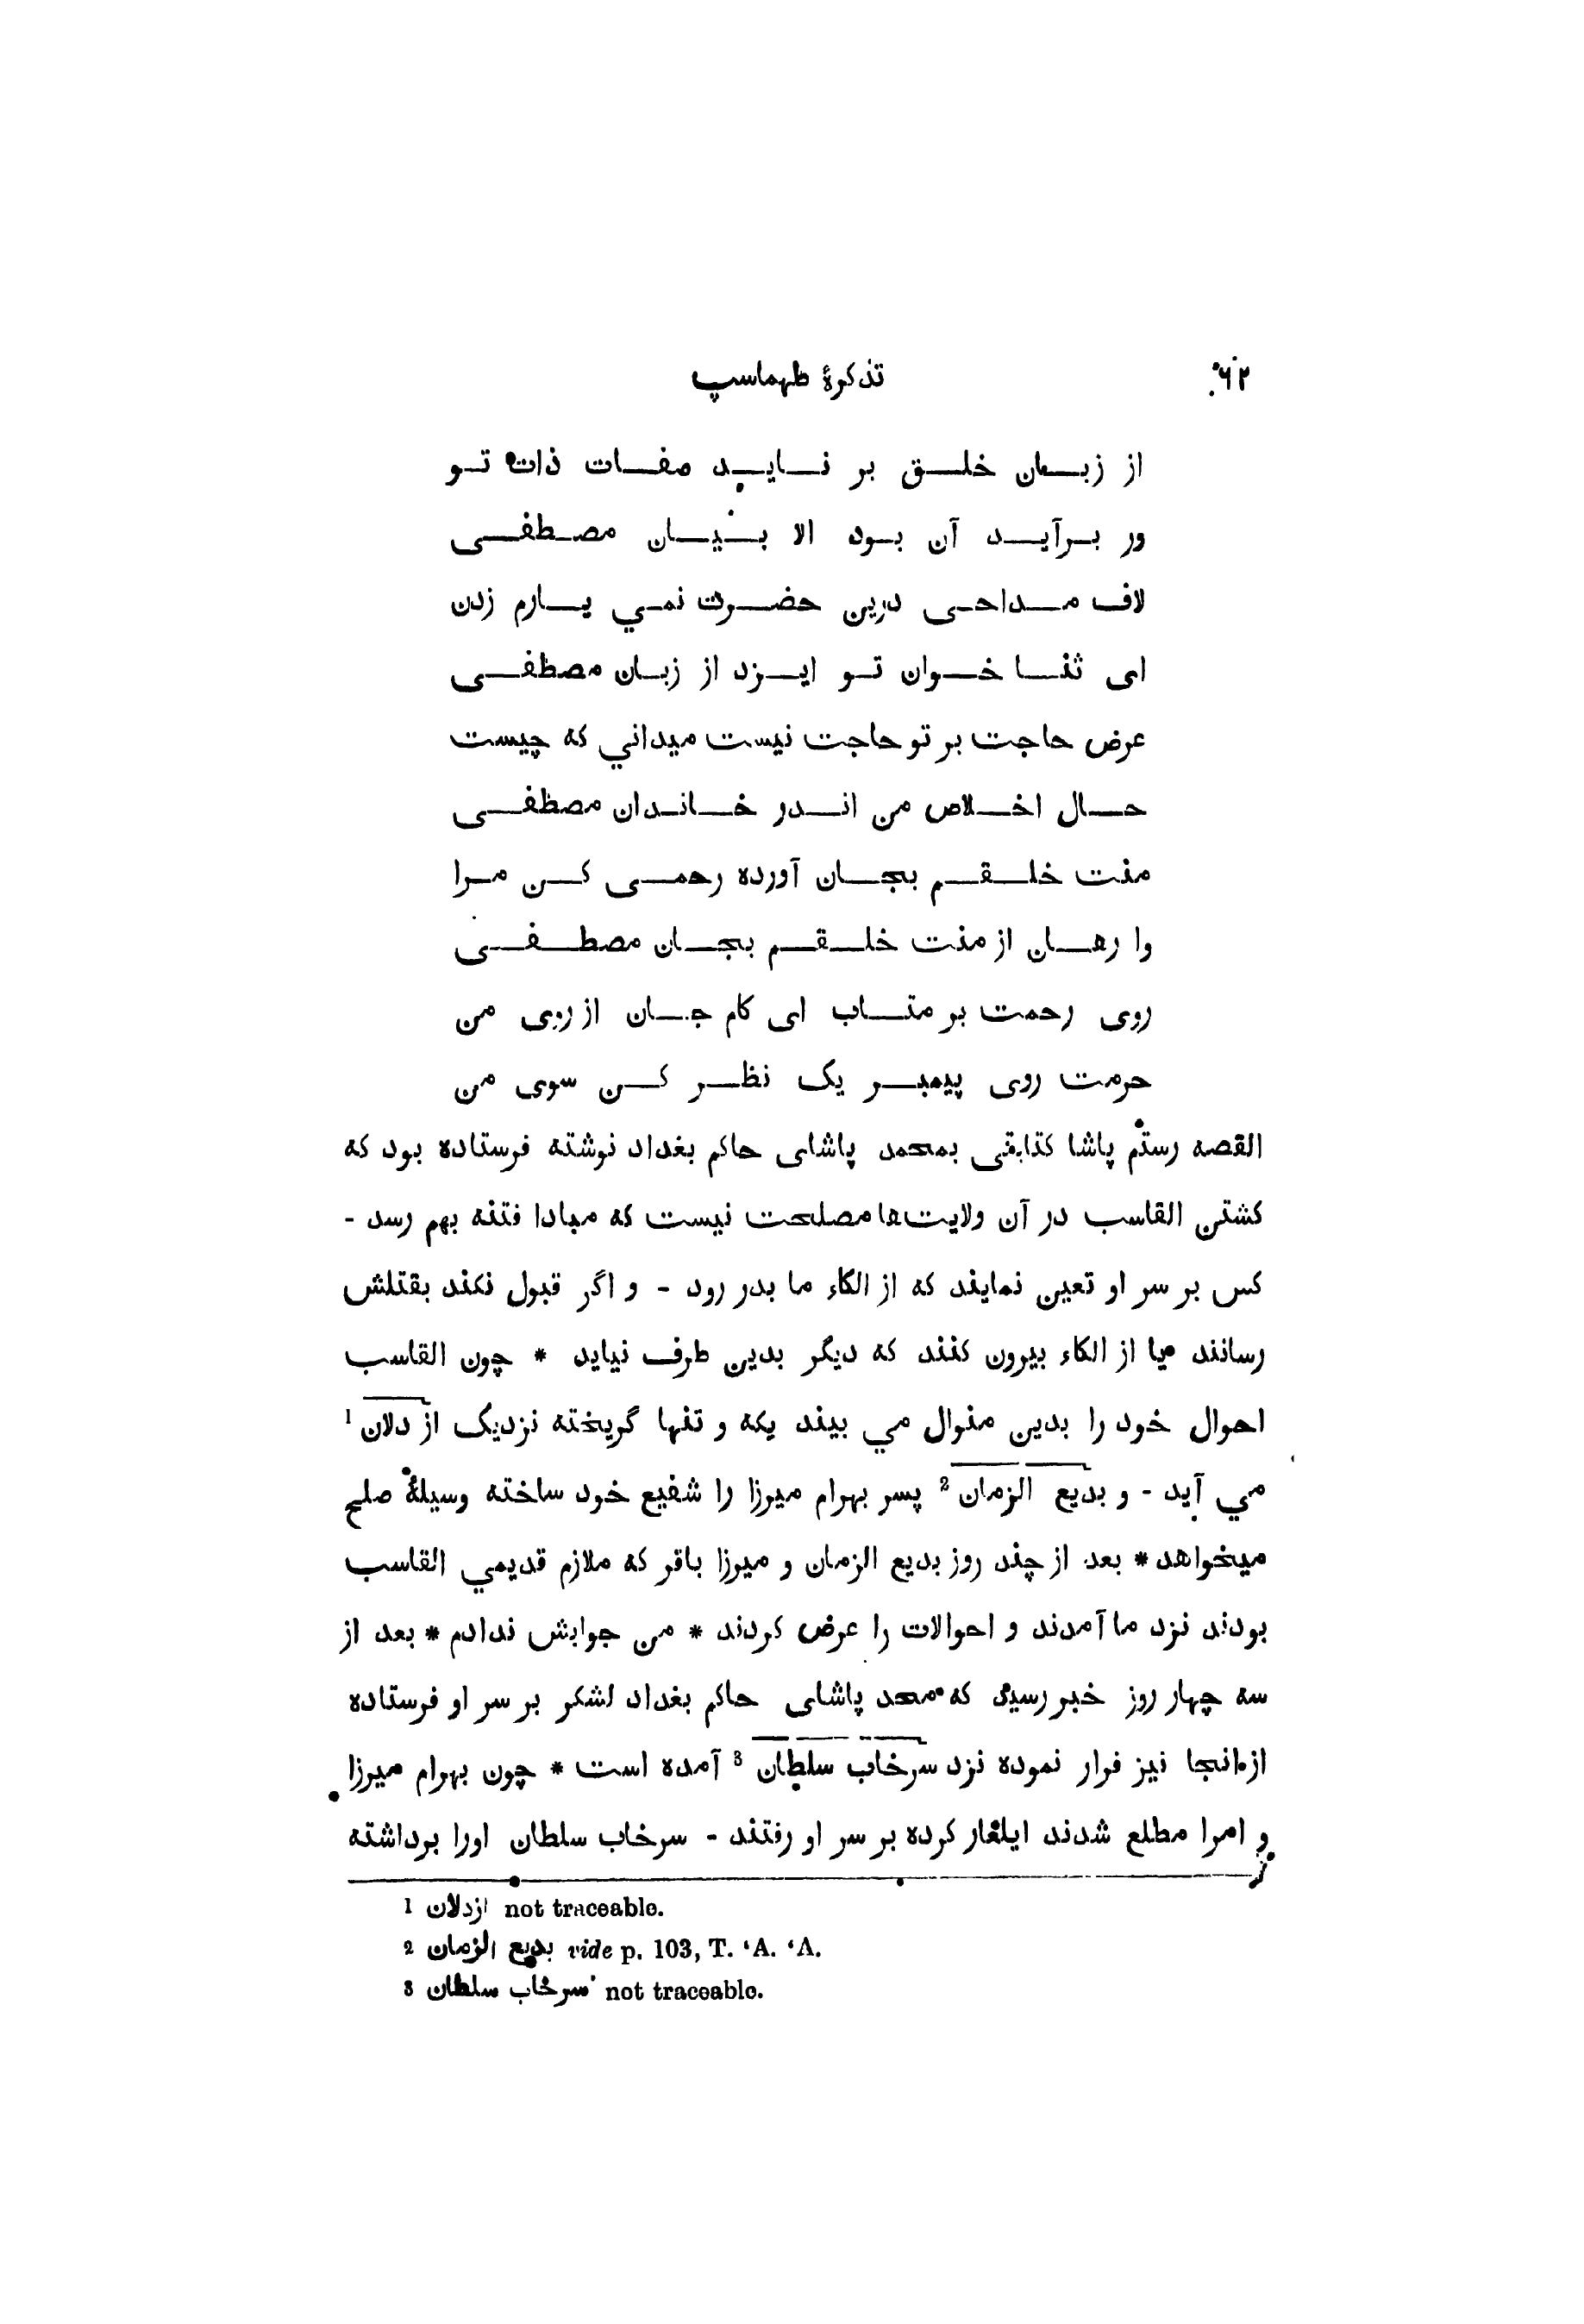 ۶۲ تذکرهٔ طهماسپ
از زبان خلق بر ناید صفات ذات تو
ور برآید آن بود الا بنیان مصطفی
لاف مداحی درین حضرت نمي یارم زدن
ای ثنا خوان تو ایزد از زبان مصطفی
عرض حاجت بر تو حاجت نیست میداني که چیست
حال اخلاص من اندر خاندان مصطفی
منت خلقم بجان آورده رحمی کن مرا
وا رهان از منت خلقم بجان مصطفی
روی رحمت بر متاب ای کام جان از روی من
حرمت روی پیمبر یک نظر کن سوی من
القصه رستم پاشا کتابتی بمحمد پاشای حاکم بغداد نوشته فرستاده بود که
کشتن القاسب در آن ولایت‌ها مصلحت نیست که مبادا فتنه بهم رسد -
کس بر سر او تعین نمایند که از الکاء ما بدر رود - و اگر قبول نکند بقتلش
رسانند یا از الکاء بیرون کنند که دیگر بدین طرف نیاید * چون القاسب
احوال خود را بدین منوال مي بیند یکه و تنها گریخته نزدیک از دلان 1
مي آید - و بدیع الزمان 2 پسر بهرام میرزا را شفیع خود ساخته وسیلهٔ صلح
میخواهد * بعد از چند روز بدیع الزمان و میرزا باقر که ملازم قدیمي القاسب
بودند نزد ما آمدند و احوالات را عرض کردند * من جوابش ندادم * بعد از
سه چهار روز خبر رسید که محمد پاشای حاکم بغداد لشکر بر سر او فرستاده
از انجا نیز فرار نموده نزد سرخاب سلطان 3 آمده است * چون بهرام میرزا
و امرا مطلع شدند ایلغار کرده بر سر او رفتند - سرخاب سلطان اورا برداشته
1 ازدلان not traceable.
2 بدیع الزمان vide p. 103, T. ‘A. ‘A.
3 سرخاب سلطان not traceable.